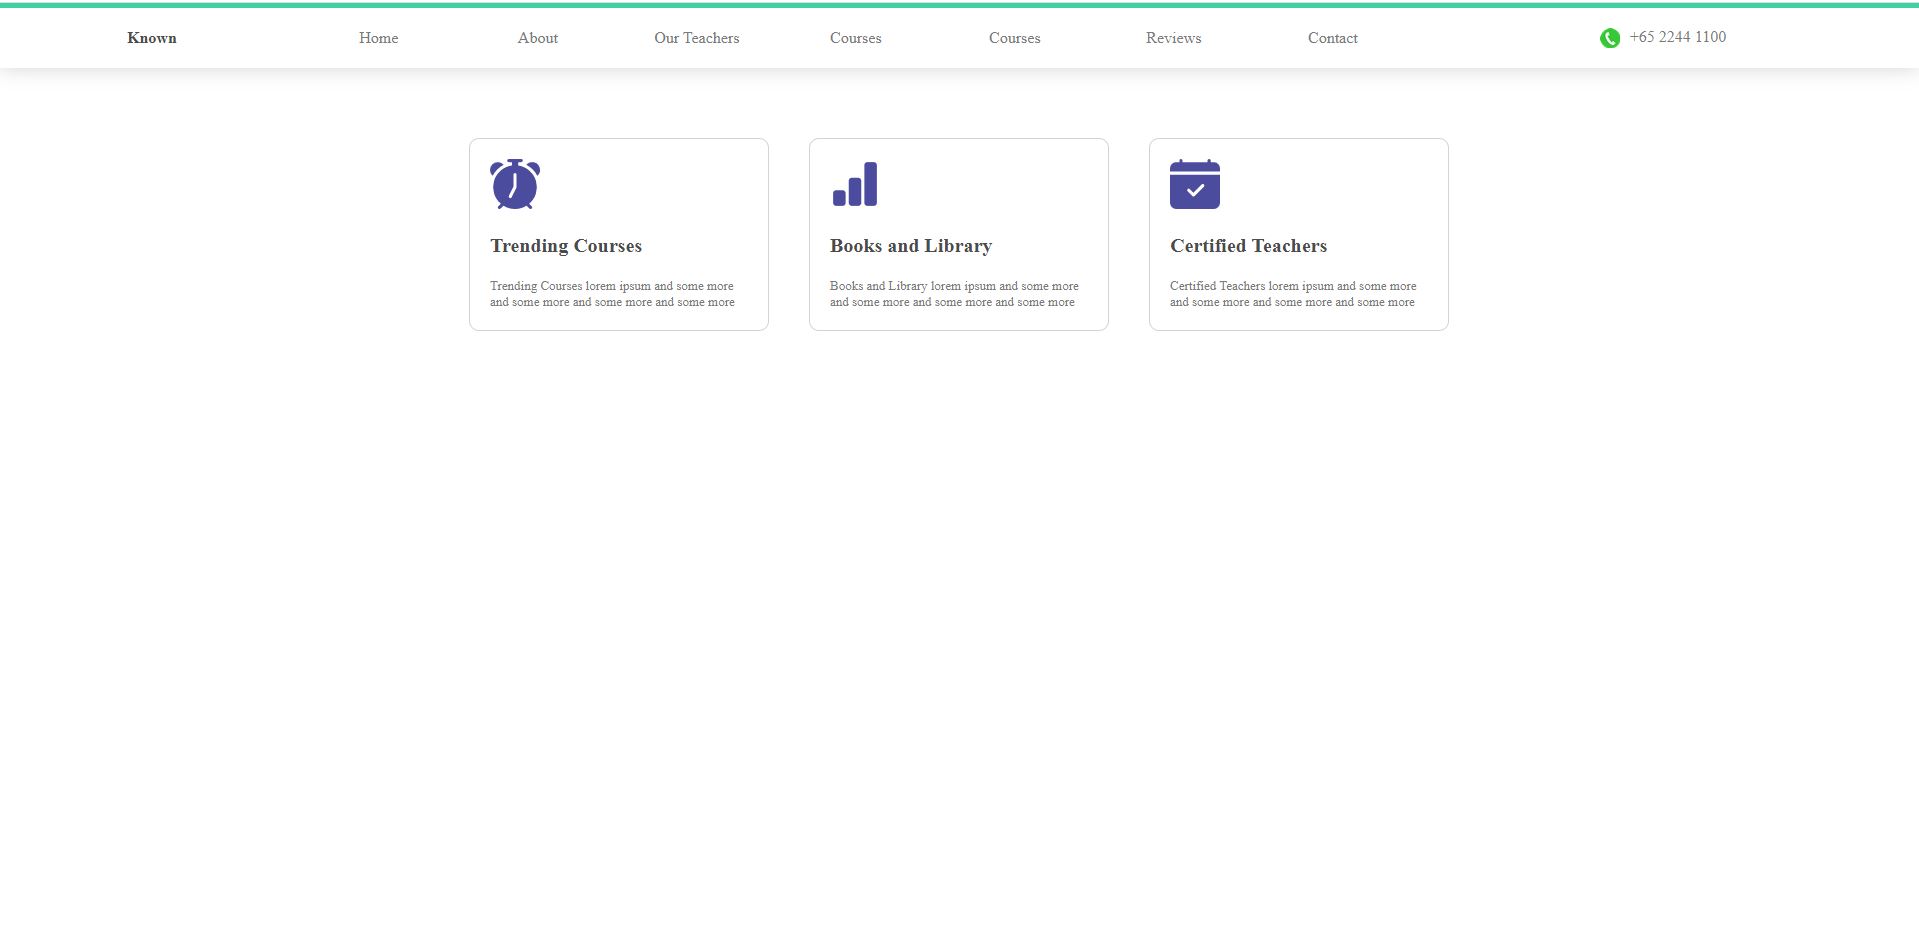 Known Home About Our Teachers Courses Courses Reviews Contact +65 2244 1100
Trending Courses
Trending Courses lorem ipsum and some more
and some more and some more and some more
Books and Library
Books and Library lorem ipsum and some more
and some more and some more and some more
Certified Teachers
Certified Teachers lorem ipsum and some more
and some more and some more and some more